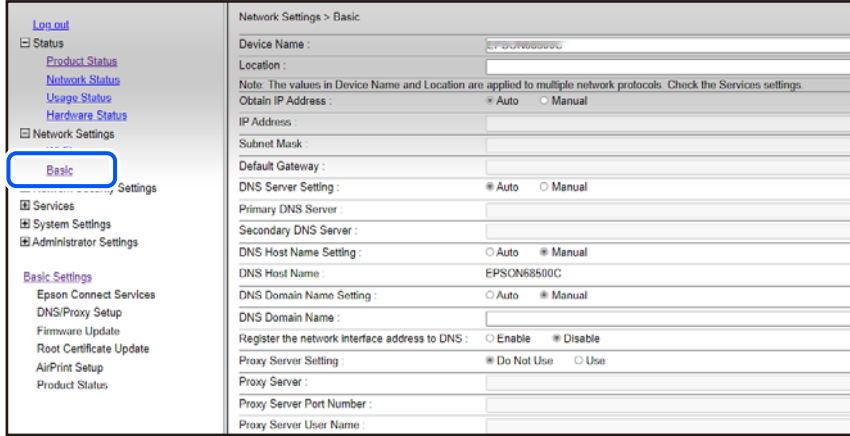 Log out
Status
Product Status
Network Status
Usage Status
Hardware Status
Network Settings
Basic
Settings
Services
System Settings
Administrator Settings
Basic Settings
Epson Connect Services
DNS/Proxy Setup
Firmware Update
Root Certificate Update
AirPrint Setup
Product Status
Network Settings > Basic
Device Name :
Location :
Note: The values in Device Name and Location are applied to multiple network protocols. Check the Services settings.
Obtain IP Address : Auto Manual
IP Address :
Subnet Mask :
Default Gateway :
DNS Server Setting : Auto Manual
Primary DNS Server :
Secondary DNS Server :
DNS Host Name Setting : Auto Manual
DNS Host Name : EPSON68500C
DNS Domain Name Setting : Auto Manual
DNS Domain Name :
Register the network interface address to DNS : Enable Disable
Proxy Server Setting : Do Not Use Use
Proxy Server :
Proxy Server Port Number :
Proxy Server User Name :